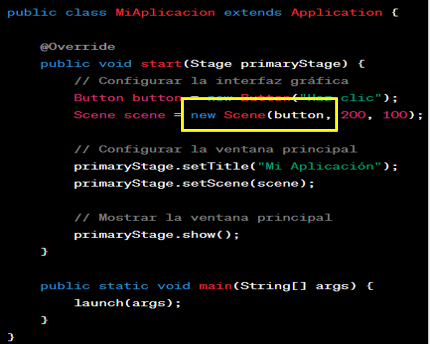 public class MiAplicacion extends Application {
@Override
public void start(Stage primaryStage) {
// Configurar la interfaz gráfica
Button button = new Button("Haz clic");
Scene scene = new Scene(button, 200, 100);
// Configurar la ventana principal
primaryStage.setTitle("Mi Aplicación");
primaryStage.setScene(scene);
// Mostrar la ventana principal
primaryStage.show();
}
public static void main(String[] args) {
launch(args);
}
}